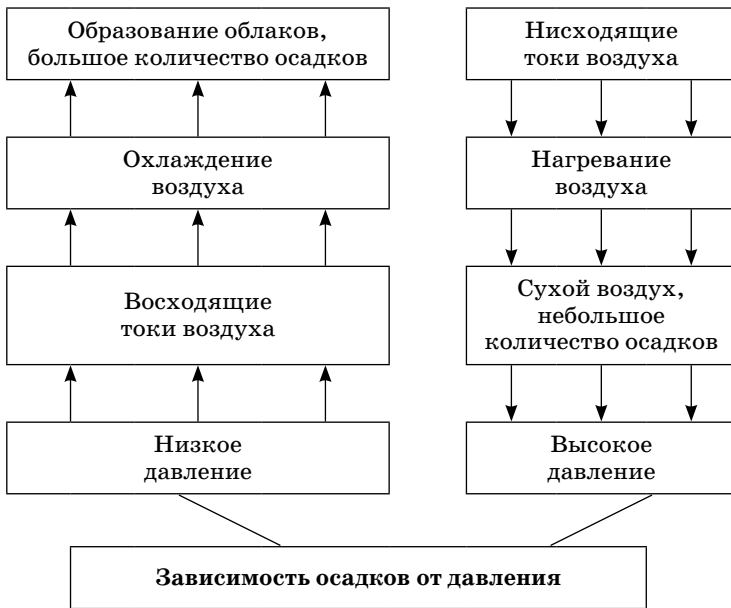 Образование облаков,
большое количество осадков
Охлаждение
воздуха
Восходящие
токи воздуха
Низкое
давление
Нисходящие
токи воздуха
Нагревание
воздуха
Сухой воздух,
небольшое
количество осадков
Высокое
давление
Зависимость осадков от давления